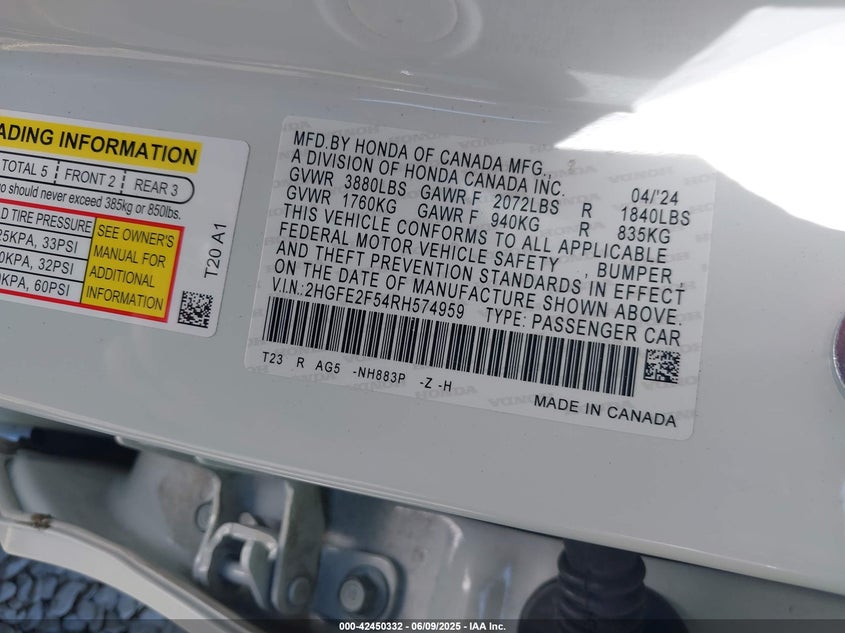 ADING INFORMATION
TOTAL 5 FRONT 2 REAR 3
o should never exceed 385kg or 850lbs.
D TIRE PRESSURE
25KPA, 33PSI
0KPA, 32PSI
0KPA, 60PSI
SEE OWNER'S
MANUAL FOR
ADDITIONAL
INFORMATION
T20 A1
MFD.BY HONDA OF CANADA MFG., 2
A DIVISION OF HONDA CANADA INC. 04/'24
GVWR 3880LBS GAWR F 2072LBS R 1840LBS
GVWR 1760KG GAWR F 940KG R 835KG
THIS VEHICLE CONFORMS TO ALL APPLICABLE
FEDERAL MOTOR VEHICLE SAFETY , BUMPER ,
AND THEFT PREVENTION STANDARDS IN EFFECT
ON THE DATE OF MANUFACTURE SHOWN ABOVE.
V.I.N.:2HGFE2F54RH574959 TYPE: PASSENGER CAR
T23 R AG5 -NH883P -Z -H
MADE IN CANADA
000-42450332 - 06/09/2025 - IAA Inc.